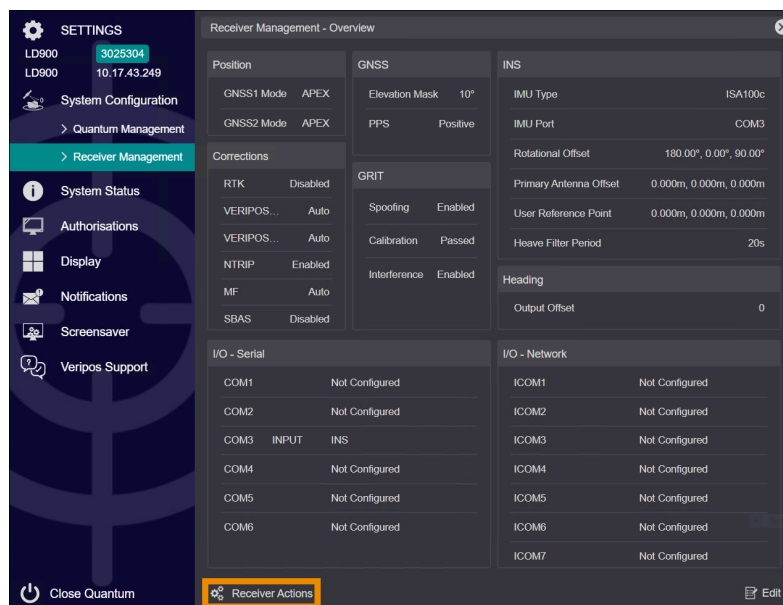 SETTINGS
LD900 3025304
LD900 10.17.43.249
System Configuration
> Quantum Management
> Receiver Management
System Status
Authorisations
Display
Notifications
Screensaver
Veripos Support
Close Quantum
Receiver Management - Overview
Position
GNSS1 Mode APEX
GNSS2 Mode APEX
Corrections
RTK Disabled
VERIPOS... Auto
VERIPOS... Auto
NTRIP Enabled
MF Auto
SBAS Disabled
GNSS
Elevation Mask 10°
PPS Positive
GRIT
Spoofing Enabled
Calibration Passed
Interference Enabled
INS
IMU Type ISA100c
IMU Port COM3
Rotational Offset 180.00°, 0.00°, 90.00°
Primary Antenna Offset 0.000m, 0.000m, 0.000m
User Reference Point 0.000m, 0.000m, 0.000m
Heave Filter Period 20s
Heading
Output Offset 0
I/O - Serial
COM1 Not Configured
COM2 Not Configured
COM3 INPUT INS
COM4 Not Configured
COM5 Not Configured
COM6 Not Configured
I/O - Network
ICOM1 Not Configured
ICOM2 Not Configured
ICOM3 Not Configured
ICOM4 Not Configured
ICOM5 Not Configured
ICOM6 Not Configured
ICOM7 Not Configured
Receiver Actions
Edit